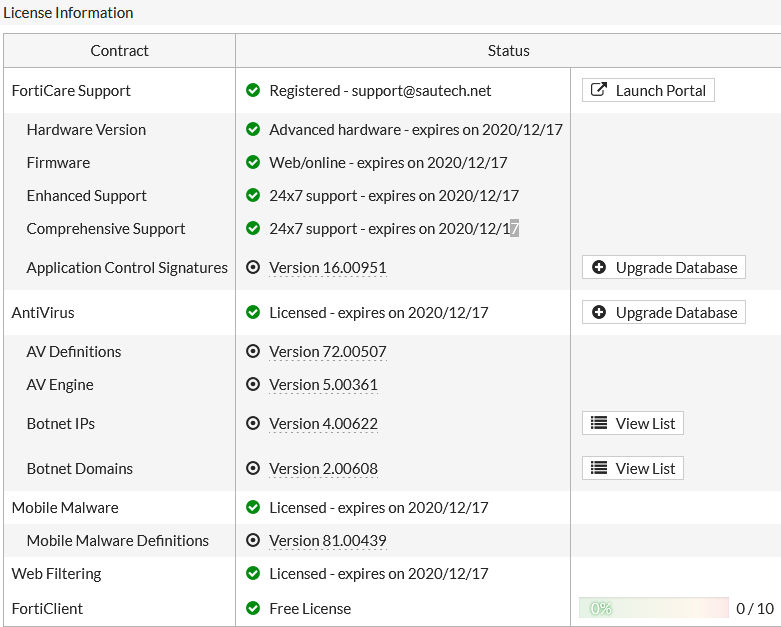 License Information
Contract Status
FortiCare Support Registered - support@sautech.net Launch Portal
Hardware Version Advanced hardware - expires on 2020/12/17
Firmware Web/online - expires on 2020/12/17
Enhanced Support 24x7 support - expires on 2020/12/17
Comprehensive Support 24x7 support - expires on 2020/12/17
Application Control Signatures Version 16.00951 Upgrade Database
AntiVirus Licensed - expires on 2020/12/17 Upgrade Database
AV Definitions Version 72.00507
AV Engine Version 5.00361
Botnet IPs Version 4.00622 View List
Botnet Domains Version 2.00608 View List
Mobile Malware Licensed - expires on 2020/12/17
Mobile Malware Definitions Version 81.00439
Web Filtering Licensed - expires on 2020/12/17
FortiClient Free License 0% 0 / 10